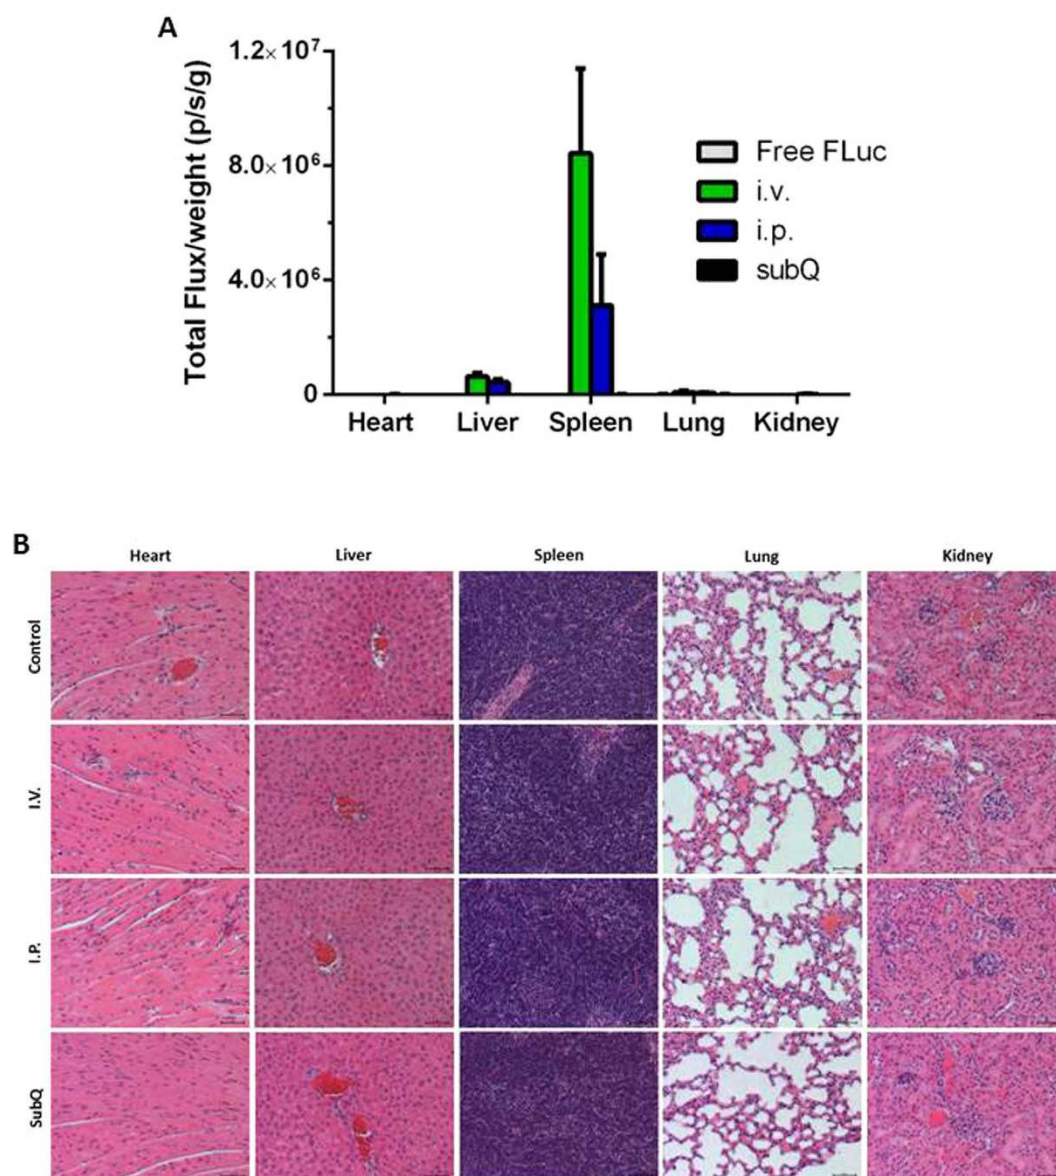 A
Total Flux/weight (p/s/g)
1.2× 10⁷
8.0× 10⁶
4.0× 10⁶
0
Free FLuc
i.v.
i.p.
subQ
Heart Liver Spleen Lung Kidney
B
Heart Liver Spleen Lung Kidney
Control
I.V.
I.P.
SubQ